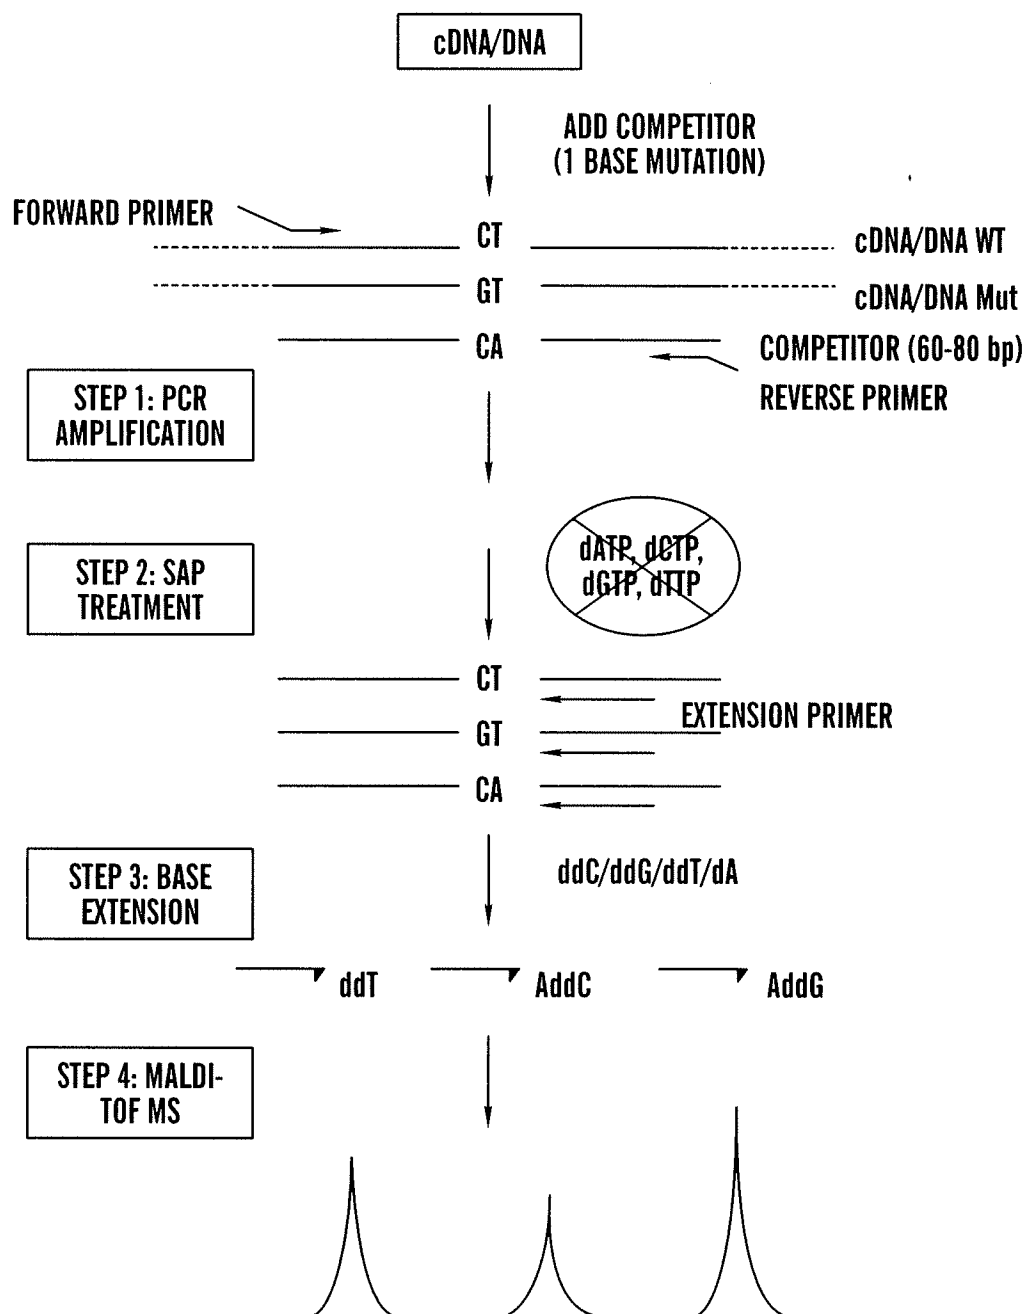 cDNA/DNA
ADD COMPETITOR
(1 BASE MUTATION)
FORWARD PRIMER
CT
cDNA/DNA WT
GT
cDNA/DNA Mut
CA
COMPETITOR (60-80 bp)
REVERSE PRIMER
STEP 1: PCR
AMPLIFICATION
dATP, dCTP,
dGTP, dTTP
STEP 2: SAP
TREATMENT
CT
EXTENSION PRIMER
GT
CA
STEP 3: BASE
EXTENSION
ddC/ddG/ddT/dA
ddT
AddC
AddG
STEP 4: MALDI-
TOF MS